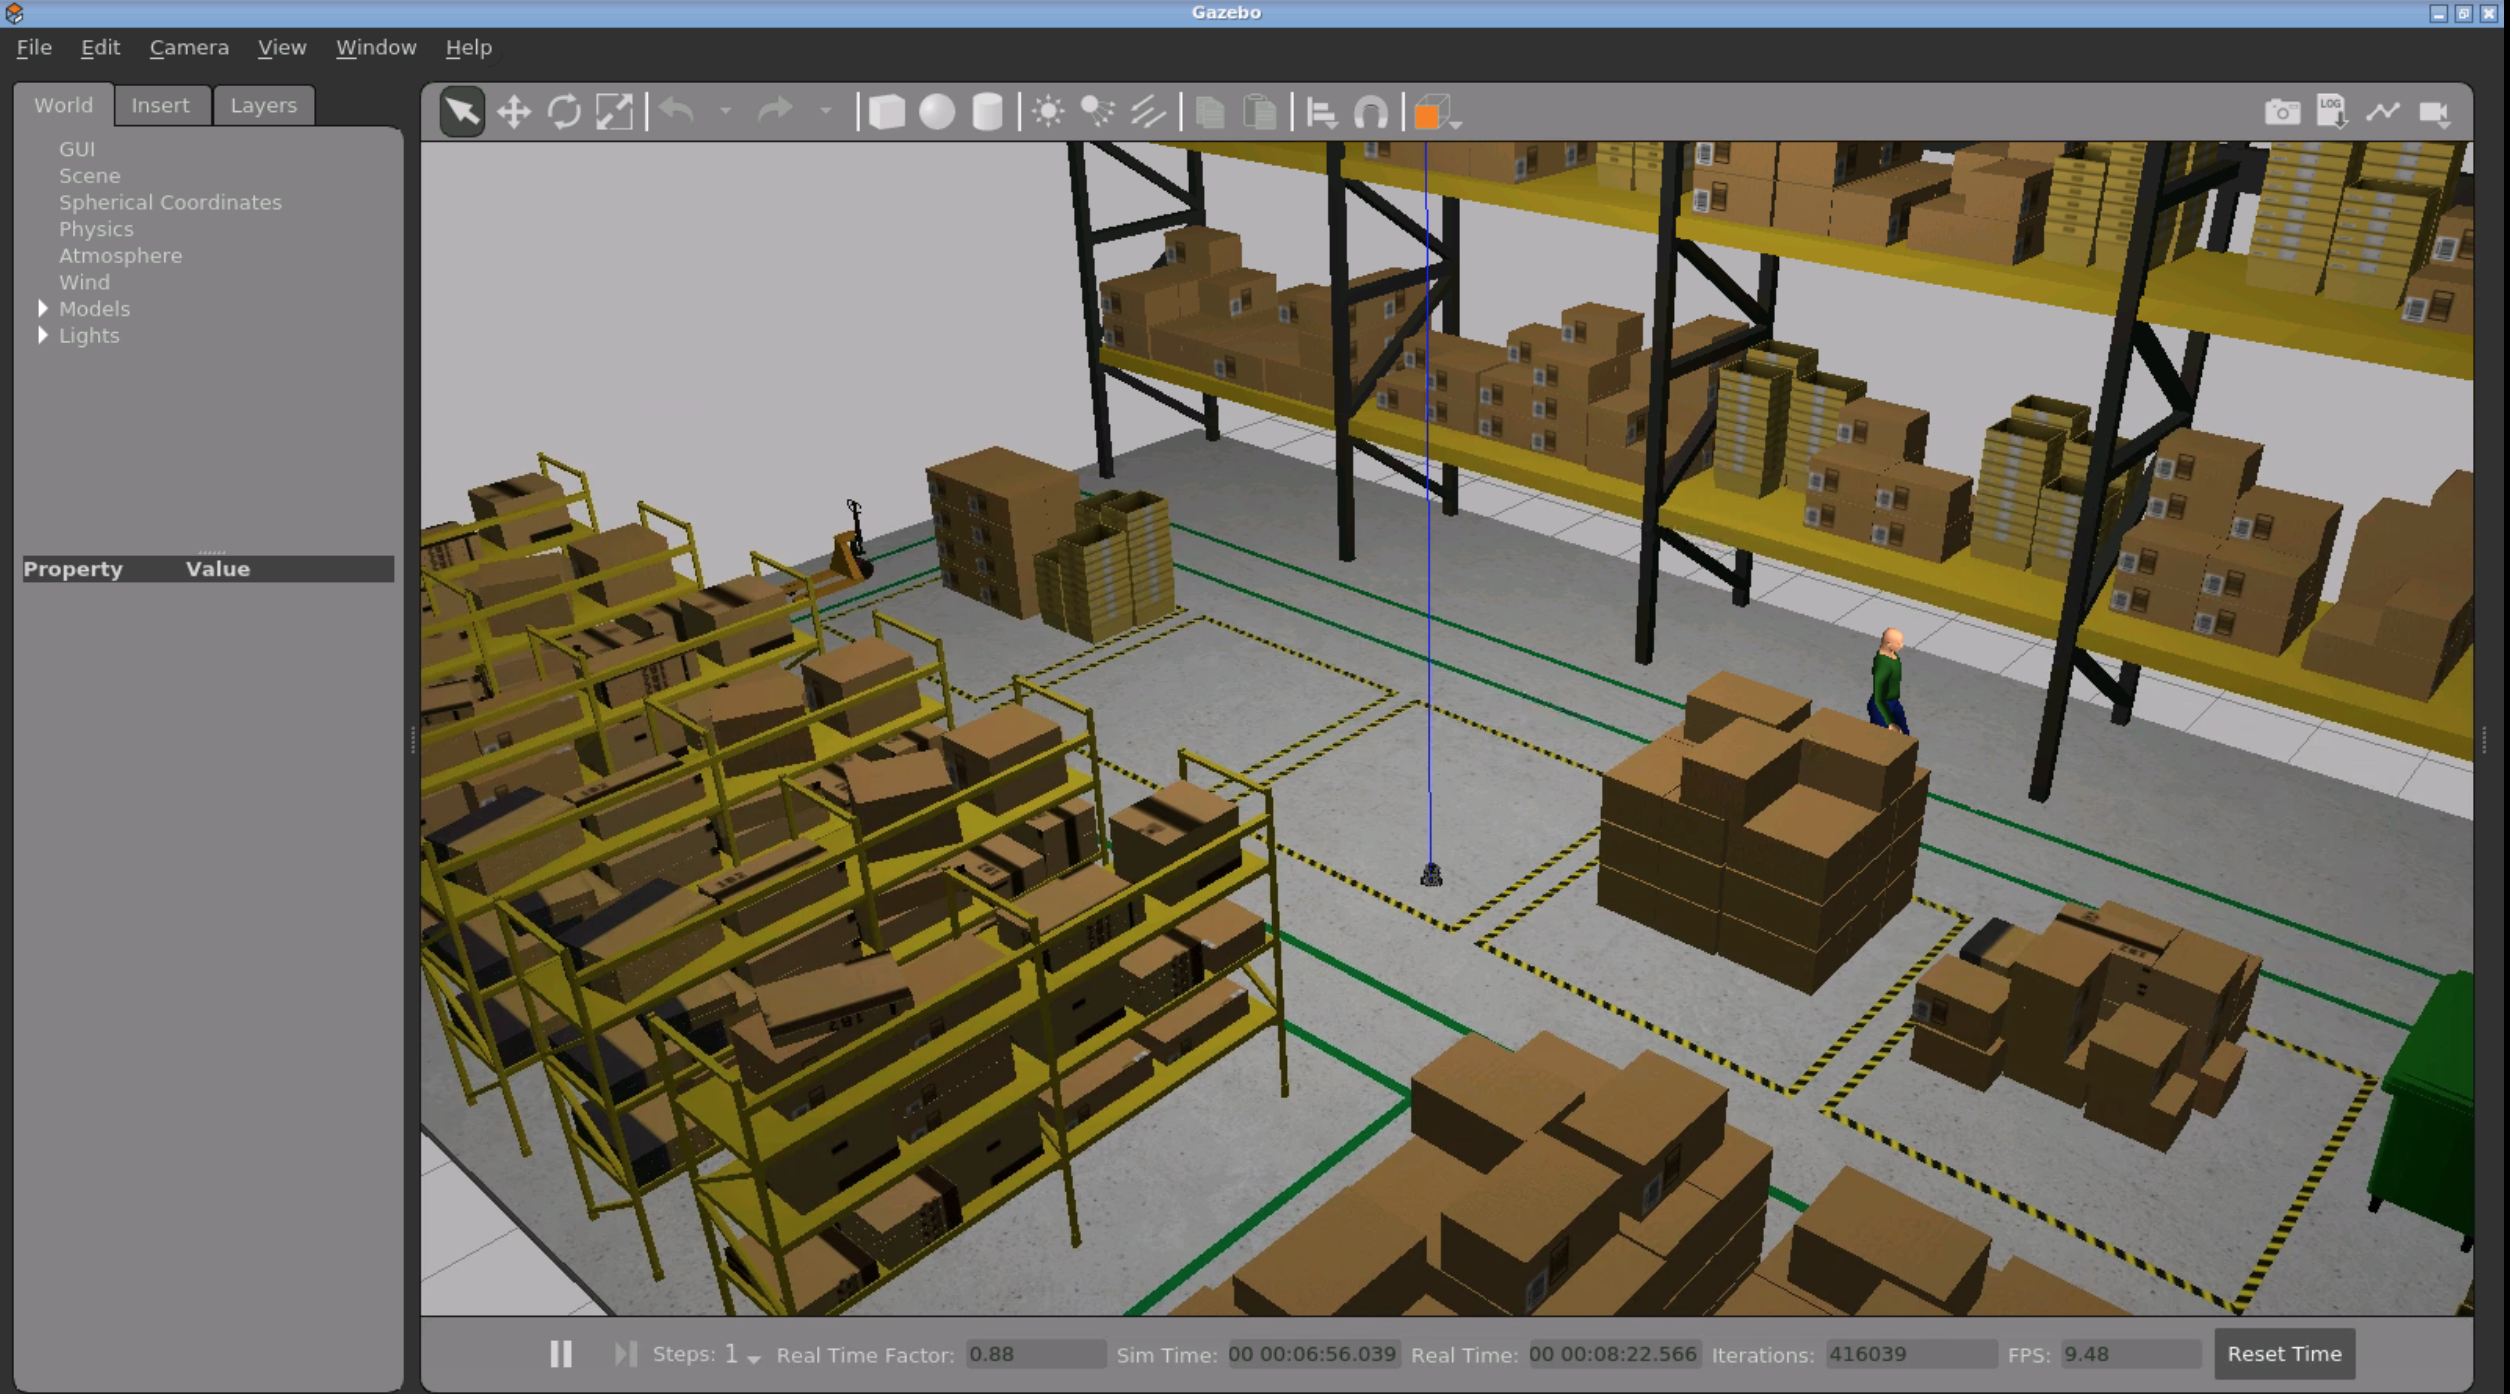 Gazebo
File Edit Camera View Window Help
World Insert Layers
LOG
GUI
Scene
Spherical Coordinates
Physics
Atmosphere
Wind
Models
Lights
Property Value
Steps: 1 Real Time Factor: 0.88 Sim Time: 00 00:06:56.039 Real Time: 00 00:08:22.566 Iterations: 416039 FPS: 9.48 Reset Time